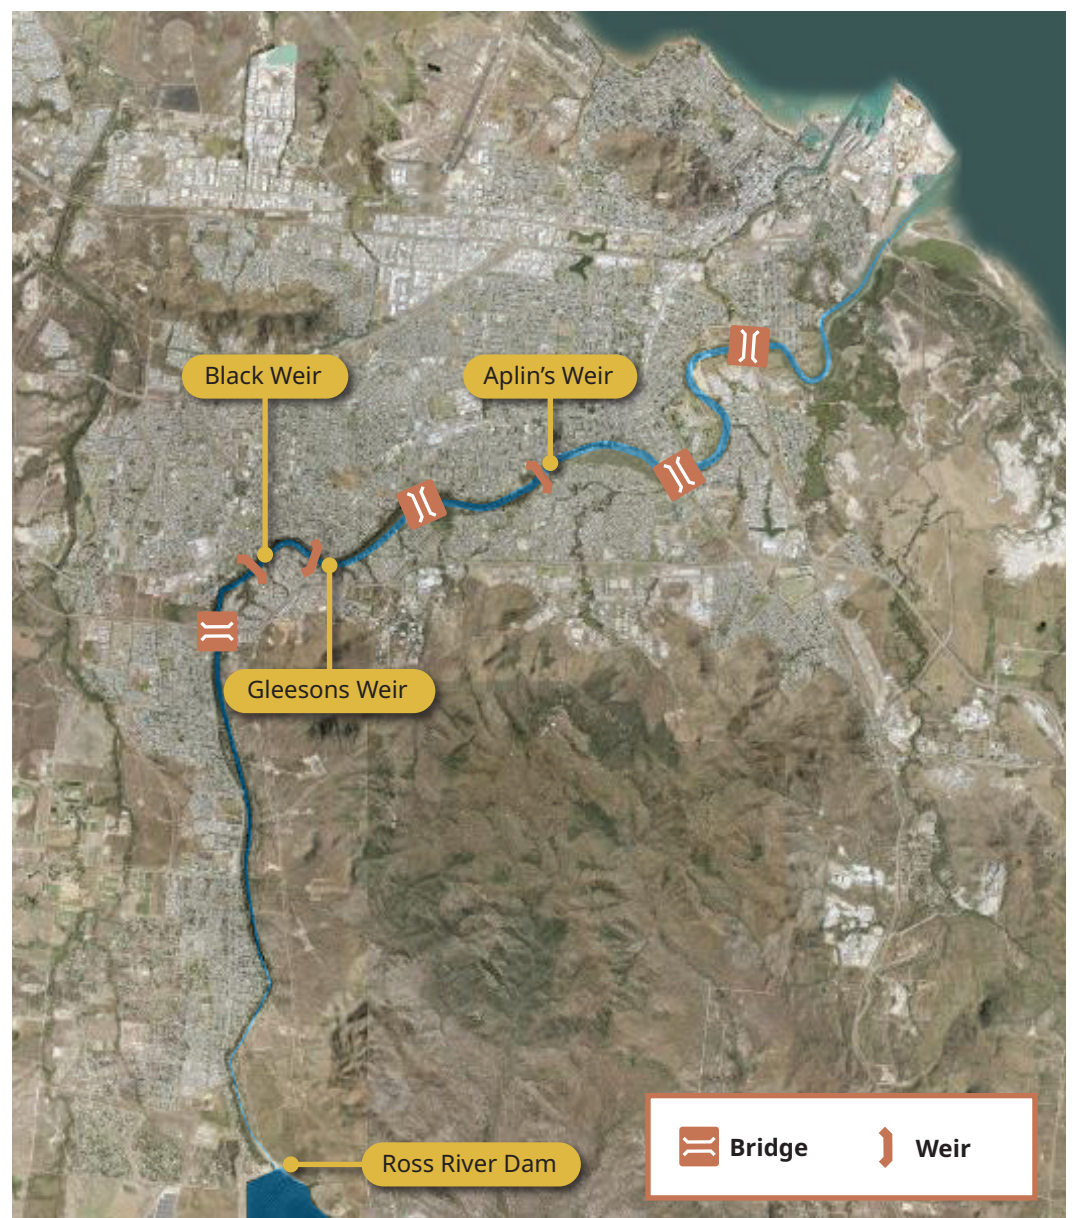 Black Weir
Aplin’s Weir
Gleesons Weir
Ross River Dam
Bridge
Weir